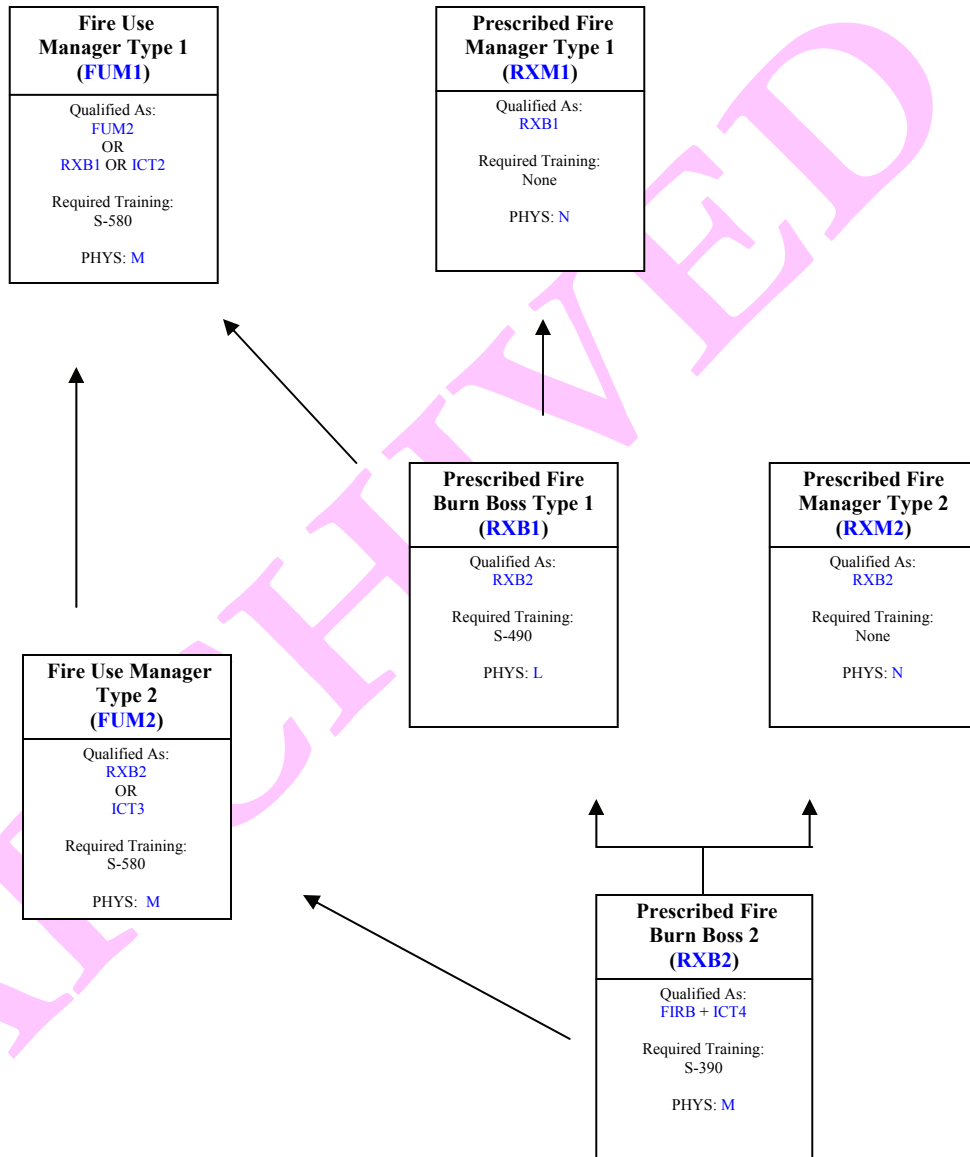 Fire Use
Manager Type 1
(FUM1)
Qualified As:
FUM2
OR
RXB1 OR ICT2
Required Training:
S-580
PHYS: M
Prescribed Fire
Manager Type 1
(RXM1)
Qualified As:
RXB1
Required Training:
None
PHYS: N
Prescribed Fire
Burn Boss Type 1
(RXB1)
Qualified As:
RXB2
Required Training:
S-490
PHYS: L
Prescribed Fire
Manager Type 2
(RXM2)
Qualified As:
RXB2
Required Training:
None
PHYS: N
Fire Use Manager
Type 2
(FUM2)
Qualified As:
RXB2
OR
ICT3
Required Training:
S-580
PHYS: M
Prescribed Fire
Burn Boss 2
(RXB2)
Qualified As:
FIRB + ICT4
Required Training:
S-390
PHYS: M
ARCHIVED